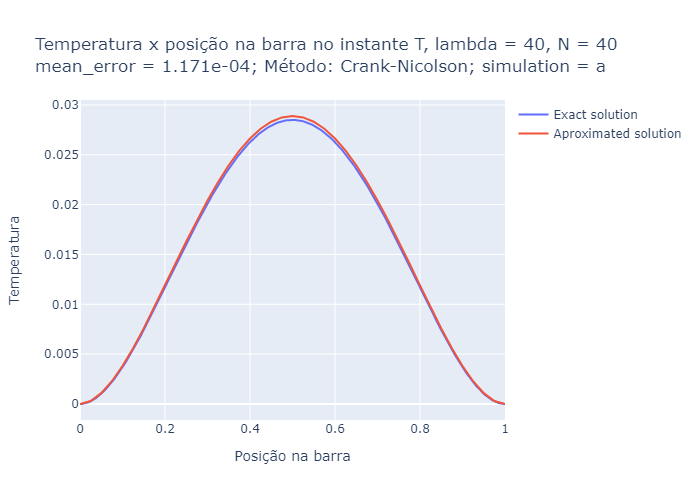 Temperatura x posição na barra no instante T, lambda = 40, N = 40
mean_error = 1.171e-04; Método: Crank-Nicolson; simulation = a
0.03
0.025
0.02
0.015
0.01
0.005
0
Temperatura
0 0.2 0.4 0.6 0.8 1
Posição na barra
Exact solution
Aproximated solution